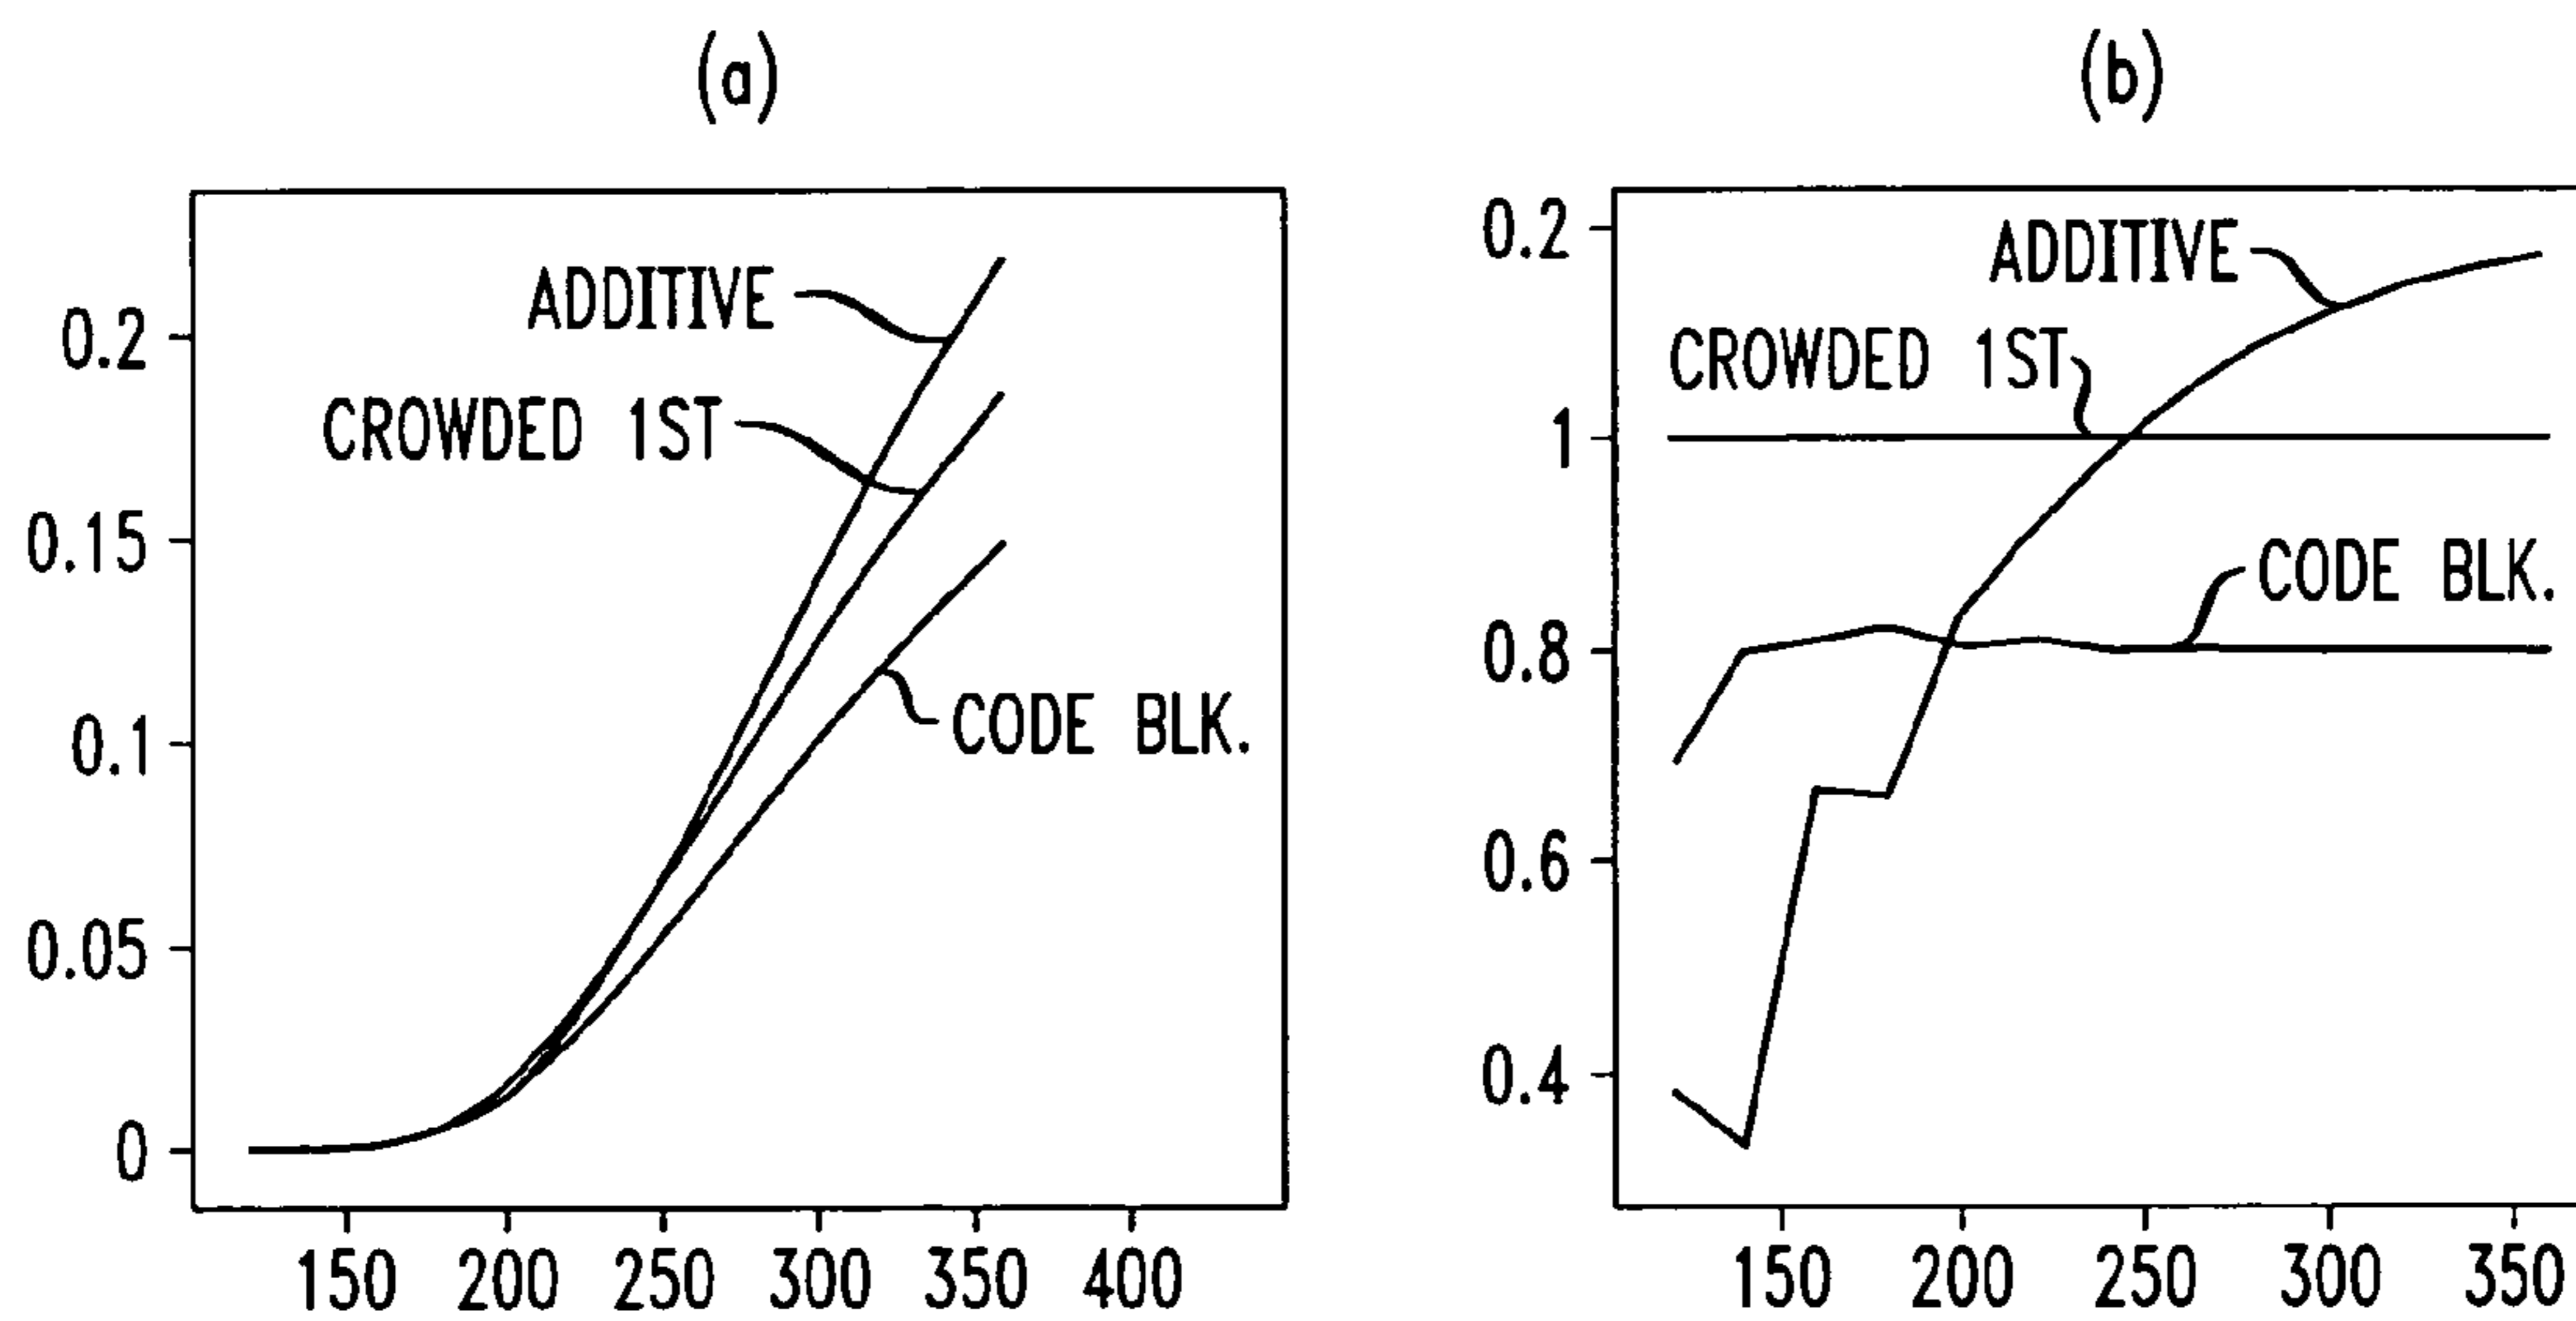 (a)
ADDITIVE
CROWDED 1ST
CODE BLK.
0.2
0.15
0.1
0.05
0
150 200 250 300 350 400
(b)
ADDITIVE
CROWDED 1ST
CODE BLK.
0.2
1
0.8
0.6
0.4
150 200 250 300 350